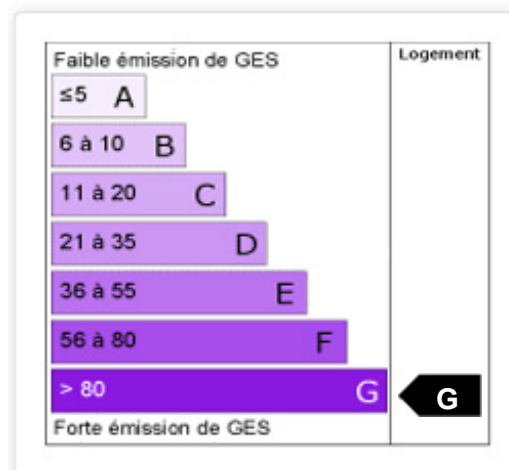 Faible émission de GES
Logement
≤5 A
6 à 10 B
11 à 20 C
21 à 35 D
36 à 55 E
56 à 80 F
> 80 G
G
Forte émission de GES